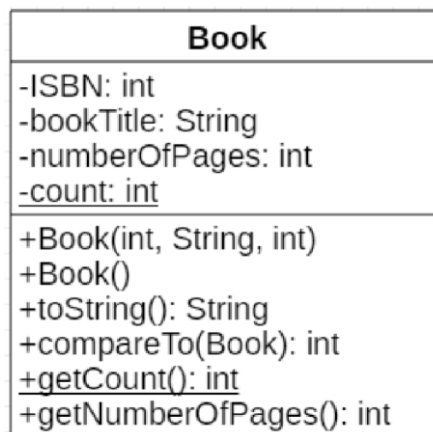 Book
-ISBN: int
-bookTitle: String
-numberOfPages: int
-count: int
+Book(int, String, int)
+Book()
+toString(): String
+compareTo(Book): int
+getCount(): int
+getNumberOfPages(): int